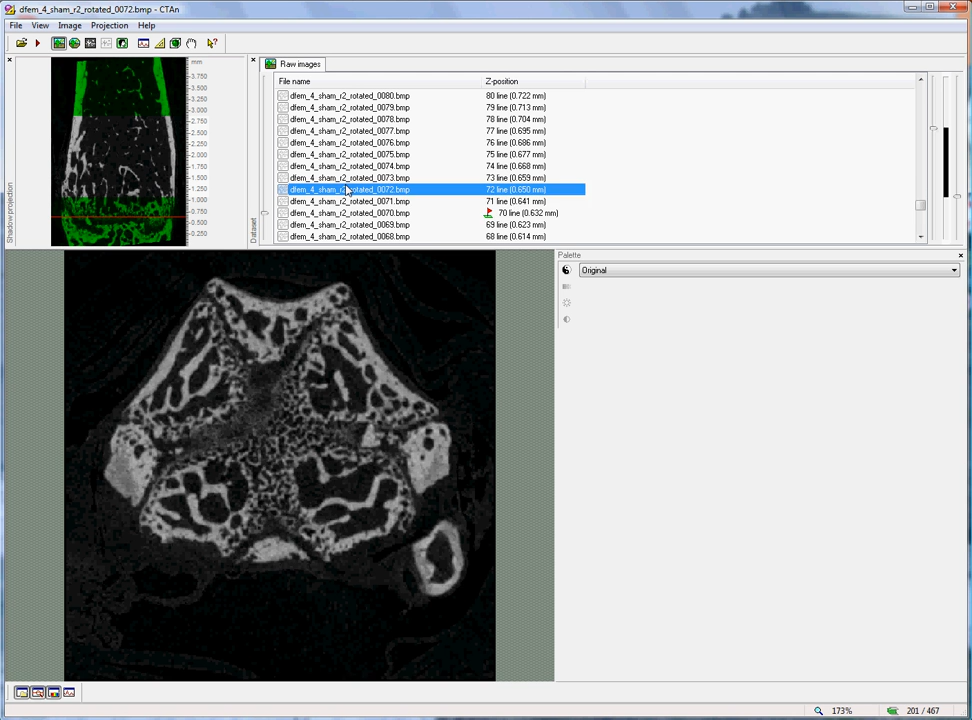 dfem_4_sham_r2_rotated_0072.bmp - CTAn
File View Image Projection Help
Shadow projection
mm
3.750
3.500
3.250
3.000
2.750
2.500
2.250
2.000
1.750
1.500
1.250
1.000
0.750
0.500
0.250
Dataset
Raw images
File name Z-position
dfem_4_sham_r2_rotated_0080.bmp 80 line (0.722 mm)
dfem_4_sham_r2_rotated_0079.bmp 79 line (0.713 mm)
dfem_4_sham_r2_rotated_0078.bmp 78 line (0.704 mm)
dfem_4_sham_r2_rotated_0077.bmp 77 line (0.695 mm)
dfem_4_sham_r2_rotated_0076.bmp 76 line (0.686 mm)
dfem_4_sham_r2_rotated_0075.bmp 75 line (0.677 mm)
dfem_4_sham_r2_rotated_0074.bmp 74 line (0.668 mm)
dfem_4_sham_r2_rotated_0073.bmp 73 line (0.659 mm)
dfem_4_sham_r2_rotated_0072.bmp 72 line (0.650 mm)
dfem_4_sham_r2_rotated_0071.bmp 71 line (0.641 mm)
dfem_4_sham_r2_rotated_0070.bmp 70 line (0.632 mm)
dfem_4_sham_r2_rotated_0069.bmp 69 line (0.623 mm)
dfem_4_sham_r2_rotated_0068.bmp 68 line (0.614 mm)
Palette
Original
173% 201 / 467